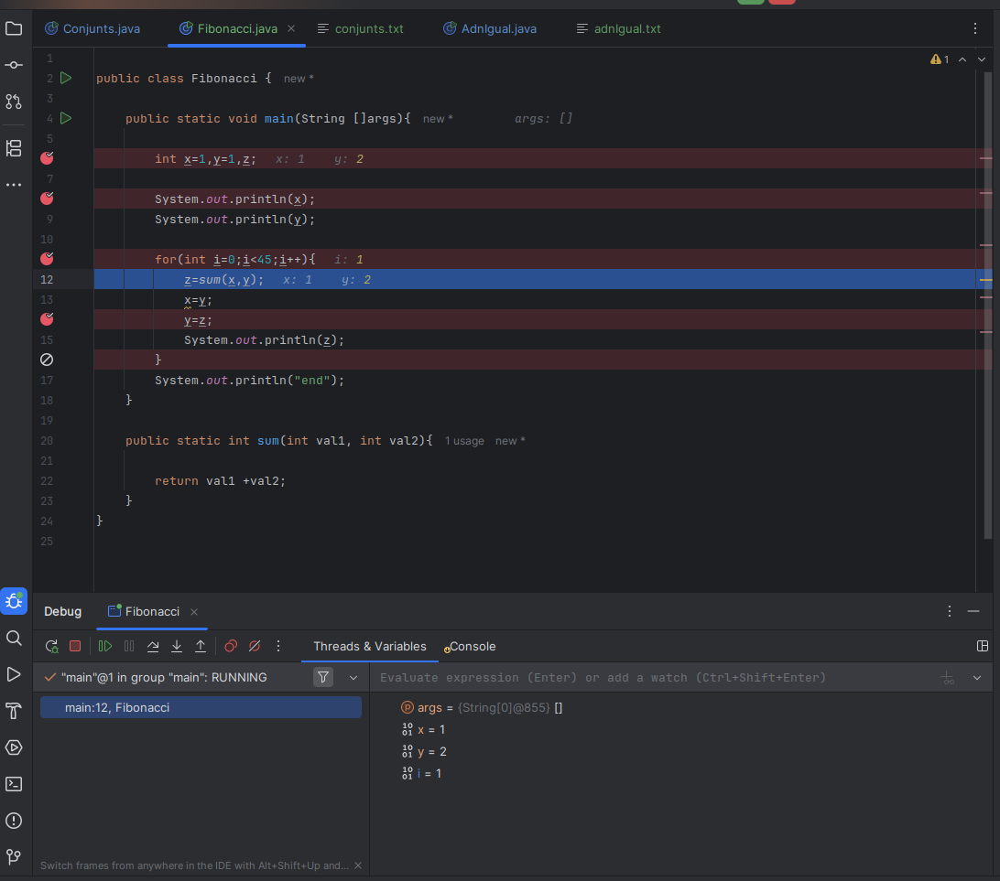 Conjunts.java Fibonacci.java conjunts.txt AdnIgual.java adnIgual.txt
1 1
2 public class Fibonacci { new *
3
4 public static void main(String []args){ new * args: []
5
int x=1,y=1,z; x: 1 y: 2
7
System.out.println(x);
9 System.out.println(y);
10
for(int i=0;i<45;i++){ i: 1
12 z=sum(x,y); x: 1 y: 2
13 x=y;
y=z;
15 System.out.println(z);
}
17 System.out.println("end");
18 }
19
20 public static int sum(int val1, int val2){ 1 usage new *
21
22 return val1 +val2;
23 }
24 }
25
Debug Fibonacci
Threads & Variables Console
"main"@1 in group "main": RUNNING
Evaluate expression (Enter) or add a watch (Ctrl+Shift+Enter)
main:12, Fibonacci
args = {String[0]@855} []
x = 1
y = 2
i = 1
Switch frames from anywhere in the IDE with Alt+Shift+Up and...